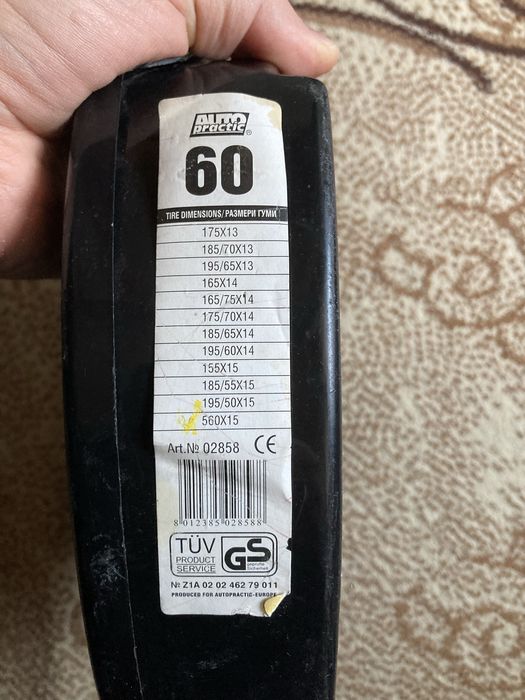 AUTO
practic®
60
TIRE DIMENSIONS/РАЗМЕРИ ГУМИ
175X13
185/70X13
195/65X13
165X14
165/75X14
175/70X14
185/65X14
195/60X14
155X15
185/55X15
195/50X15
560X15
Art.№ 02858 CE
8 012385 028588
TÜV
PRODUCT
SERVICE
GS
geprüfte
Sicherheit
№ Z1A 02 02 462 79 011
PRODUCED FOR AUTOPRACTIC-EUROPE